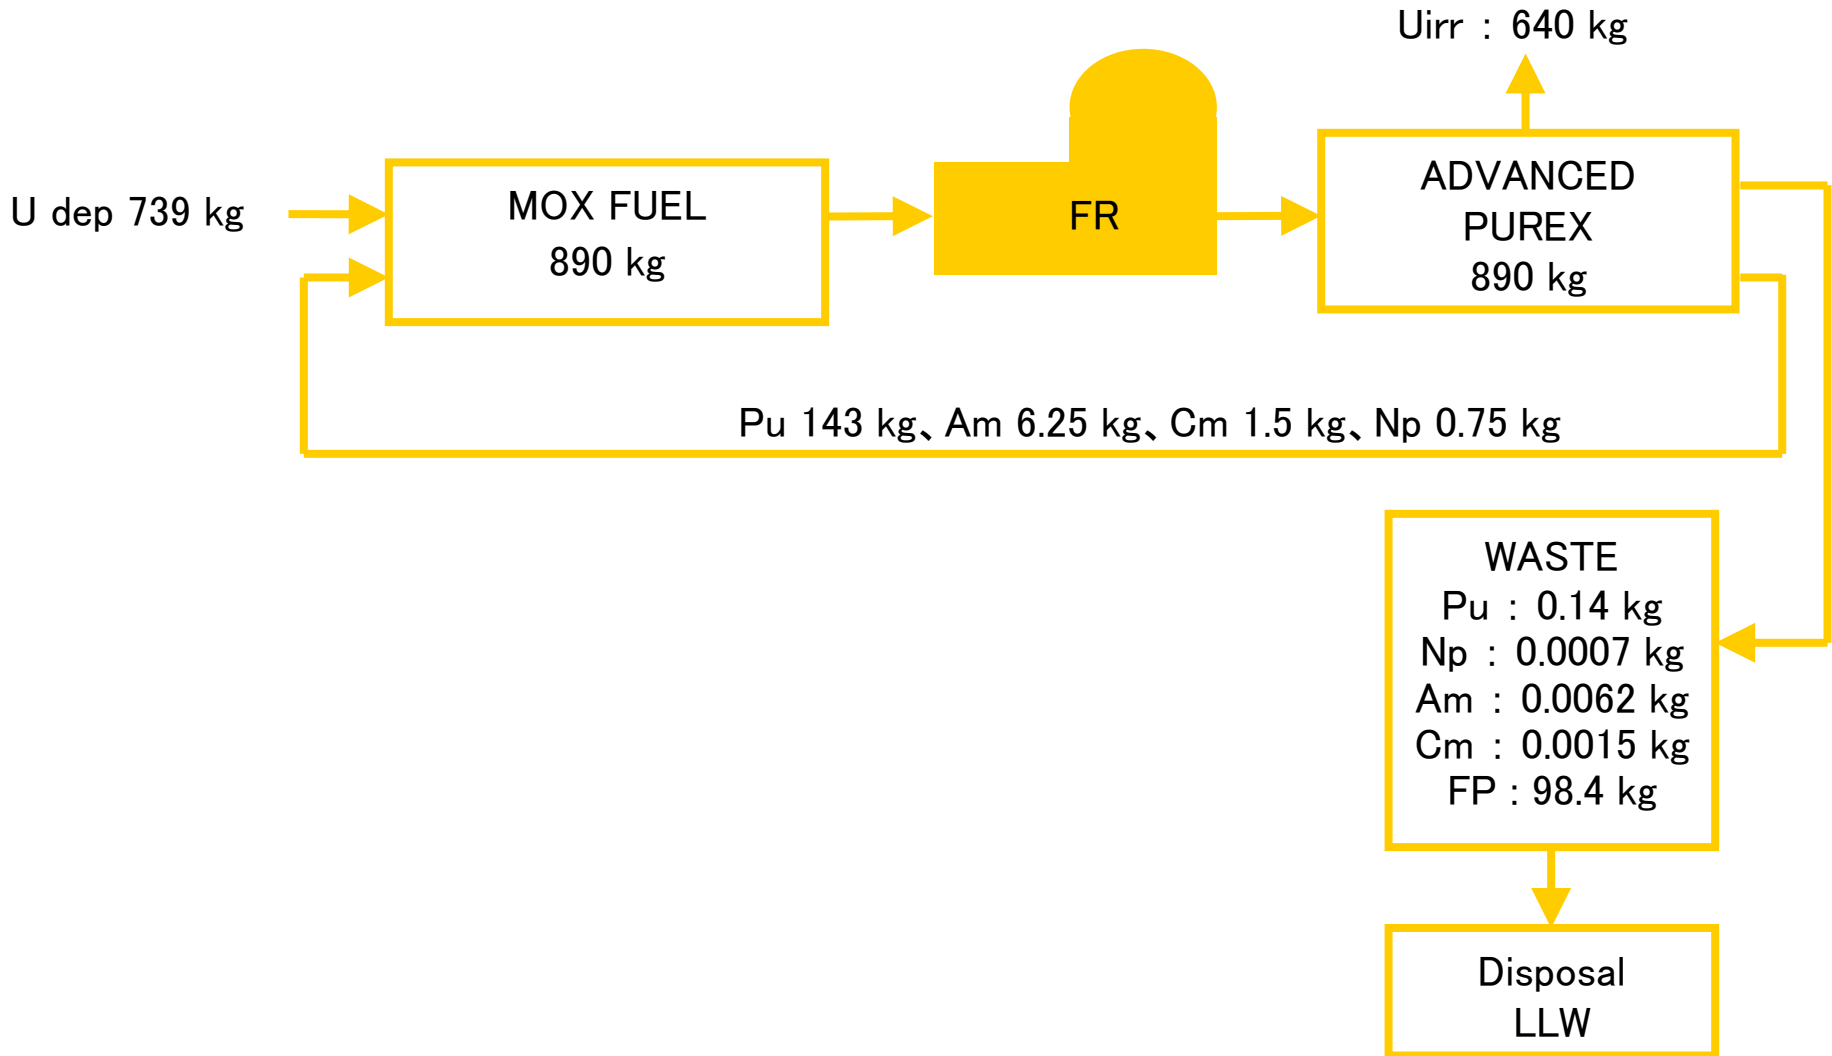 Uirr : 640 kg
U dep 739 kg
MOX FUEL
890 kg
FR
ADVANCED
PUREX
890 kg
Pu 143 kg、Am 6.25 kg、Cm 1.5 kg、Np 0.75 kg
WASTE
Pu : 0.14 kg
Np : 0.0007 kg
Am : 0.0062 kg
Cm : 0.0015 kg
FP : 98.4 kg
Disposal
LLW